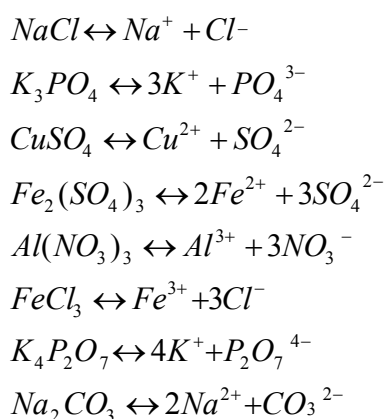 NaCl↔Na⁺ +Cl⁻
K₃PO₄ ↔3K⁺ +PO₄³⁻
CuSO₄ ↔Cu²⁺ +SO₄²⁻
Fe₂(SO₄)₃ ↔2Fe²⁺ +3SO₄²⁻
Al(NO₃)₃ ↔Al³⁺ +3NO₃⁻
FeCl₃ ↔Fe³⁺+3Cl⁻
K₄P₂O₇↔4K⁺+P₂O₇⁴⁻
Na₂CO₃ ↔2Na²⁺+CO₃²⁻